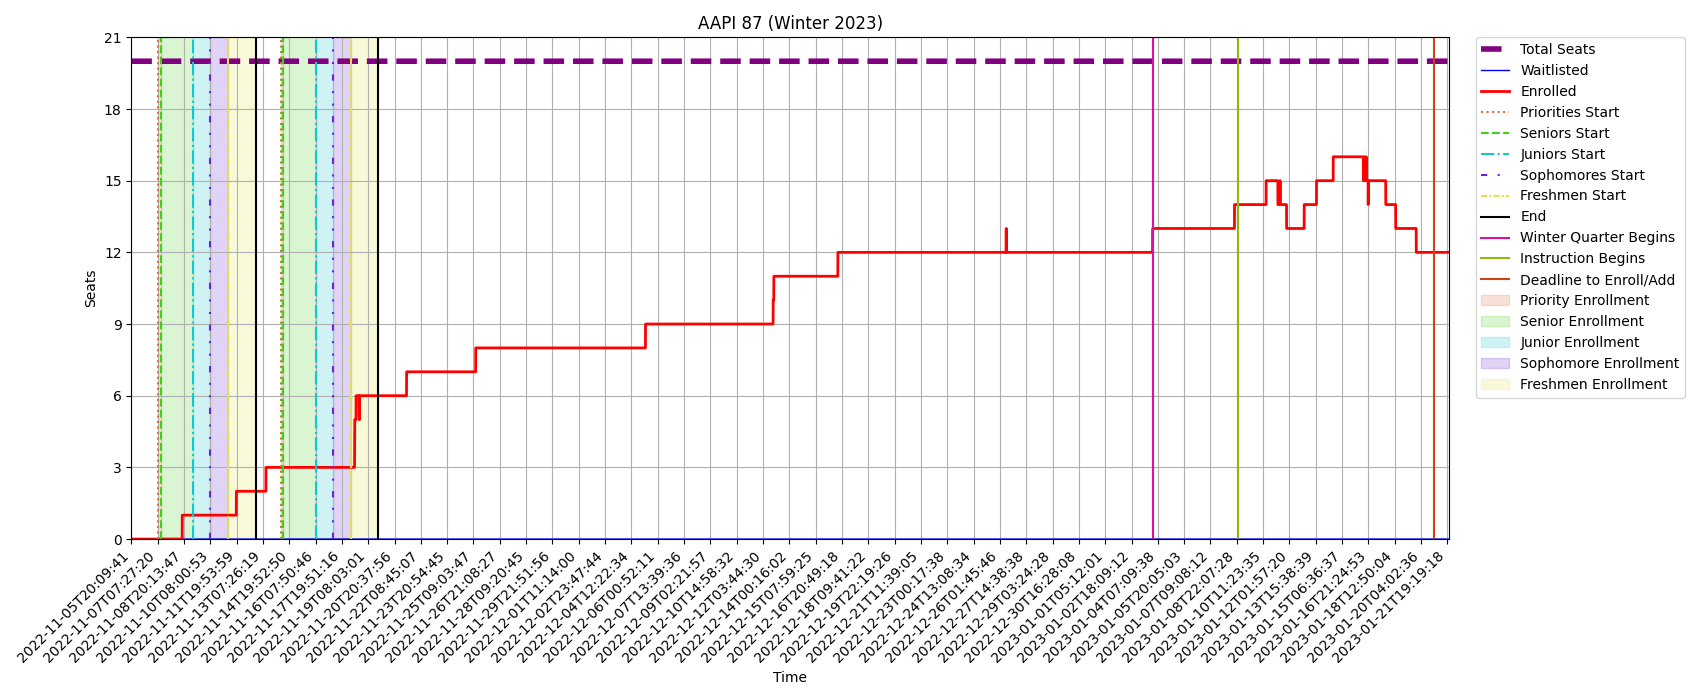 AAPI 87 (Winter 2023)
21
18
15
12
9
6
3
0
Seats
2022-11-05T20:09:41
2022-11-07T07:27:20
2022-11-08T20:13:47
2022-11-10T08:00:53
2022-11-11T19:53:59
2022-11-13T07:26:19
2022-11-14T19:52:50
2022-11-16T07:50:46
2022-11-17T19:51:16
2022-11-19T08:03:01
2022-11-20T20:37:56
2022-11-22T08:45:07
2022-11-23T20:54:45
2022-11-25T09:03:47
2022-11-26T21:08:27
2022-11-28T09:20:45
2022-11-29T21:51:56
2022-12-01T11:14:00
2022-12-02T23:47:44
2022-12-04T12:22:34
2022-12-06T00:52:11
2022-12-07T13:39:36
2022-12-09T02:21:57
2022-12-10T14:58:32
2022-12-12T03:44:30
2022-12-14T00:16:02
2022-12-15T07:59:25
2022-12-16T20:49:18
2022-12-18T09:41:22
2022-12-19T22:19:26
2022-12-21T11:39:05
2022-12-23T00:17:38
2022-12-24T13:08:34
2022-12-26T01:45:46
2022-12-27T14:38:38
2022-12-29T03:24:28
2022-12-30T16:28:08
2023-01-01T05:12:01
2023-01-02T18:09:12
2023-01-04T07:09:38
2023-01-05T20:05:03
2023-01-07T09:08:12
2023-01-08T22:07:28
2023-01-10T11:23:35
2023-01-12T01:57:20
2023-01-13T15:38:39
2023-01-15T06:36:37
2023-01-16T21:24:53
2023-01-18T12:50:04
2023-01-20T04:02:36
2023-01-21T19:19:18
Time
Total Seats
Waitlisted
Enrolled
Priorities Start
Seniors Start
Juniors Start
Sophomores Start
Freshmen Start
End
Winter Quarter Begins
Instruction Begins
Deadline to Enroll/Add
Priority Enrollment
Senior Enrollment
Junior Enrollment
Sophomore Enrollment
Freshmen Enrollment